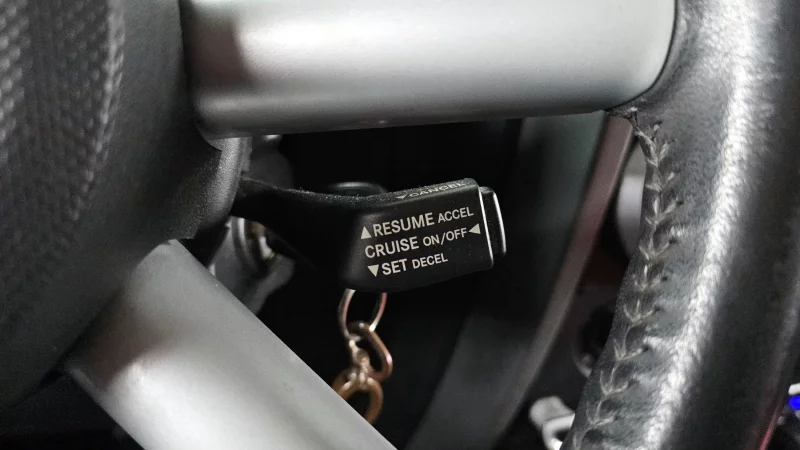 ▼CANCEL
▲RESUME ACCEL
CRUISE ON/OFF◀
▼SET DECEL